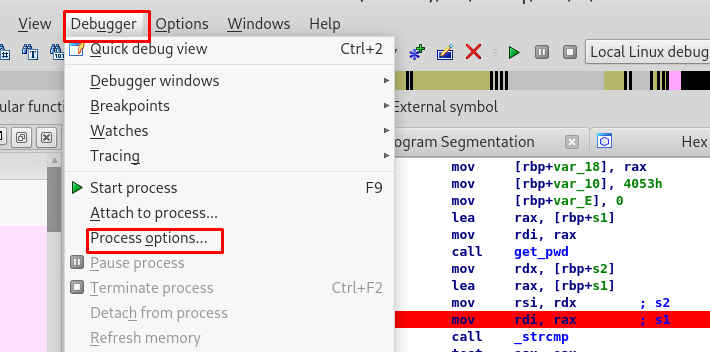 View Debugger Options Windows Help
Quick debug view Ctrl+2
Local Linux debug
Debugger windows
Breakpoints
ular functi
External symbol
Watches
ogram Segmentation
Hex
Tracing
mov [rbp+var_18], rax
Start process F9
mov [rbp+var_10], 4053h
mov [rbp+var_E], 0
Attach to process...
lea rax, [rbp+s1]
mov rdi, rax
Process options...
call get_pwd
Pause process
mov rdx, [rbp+s2]
lea rax, [rbp+s1]
Terminate process Ctrl+F2
mov rsi, rdx ; s2
Detach from process
mov rdi, rax ; s1
Refresh memory
call _strcmp